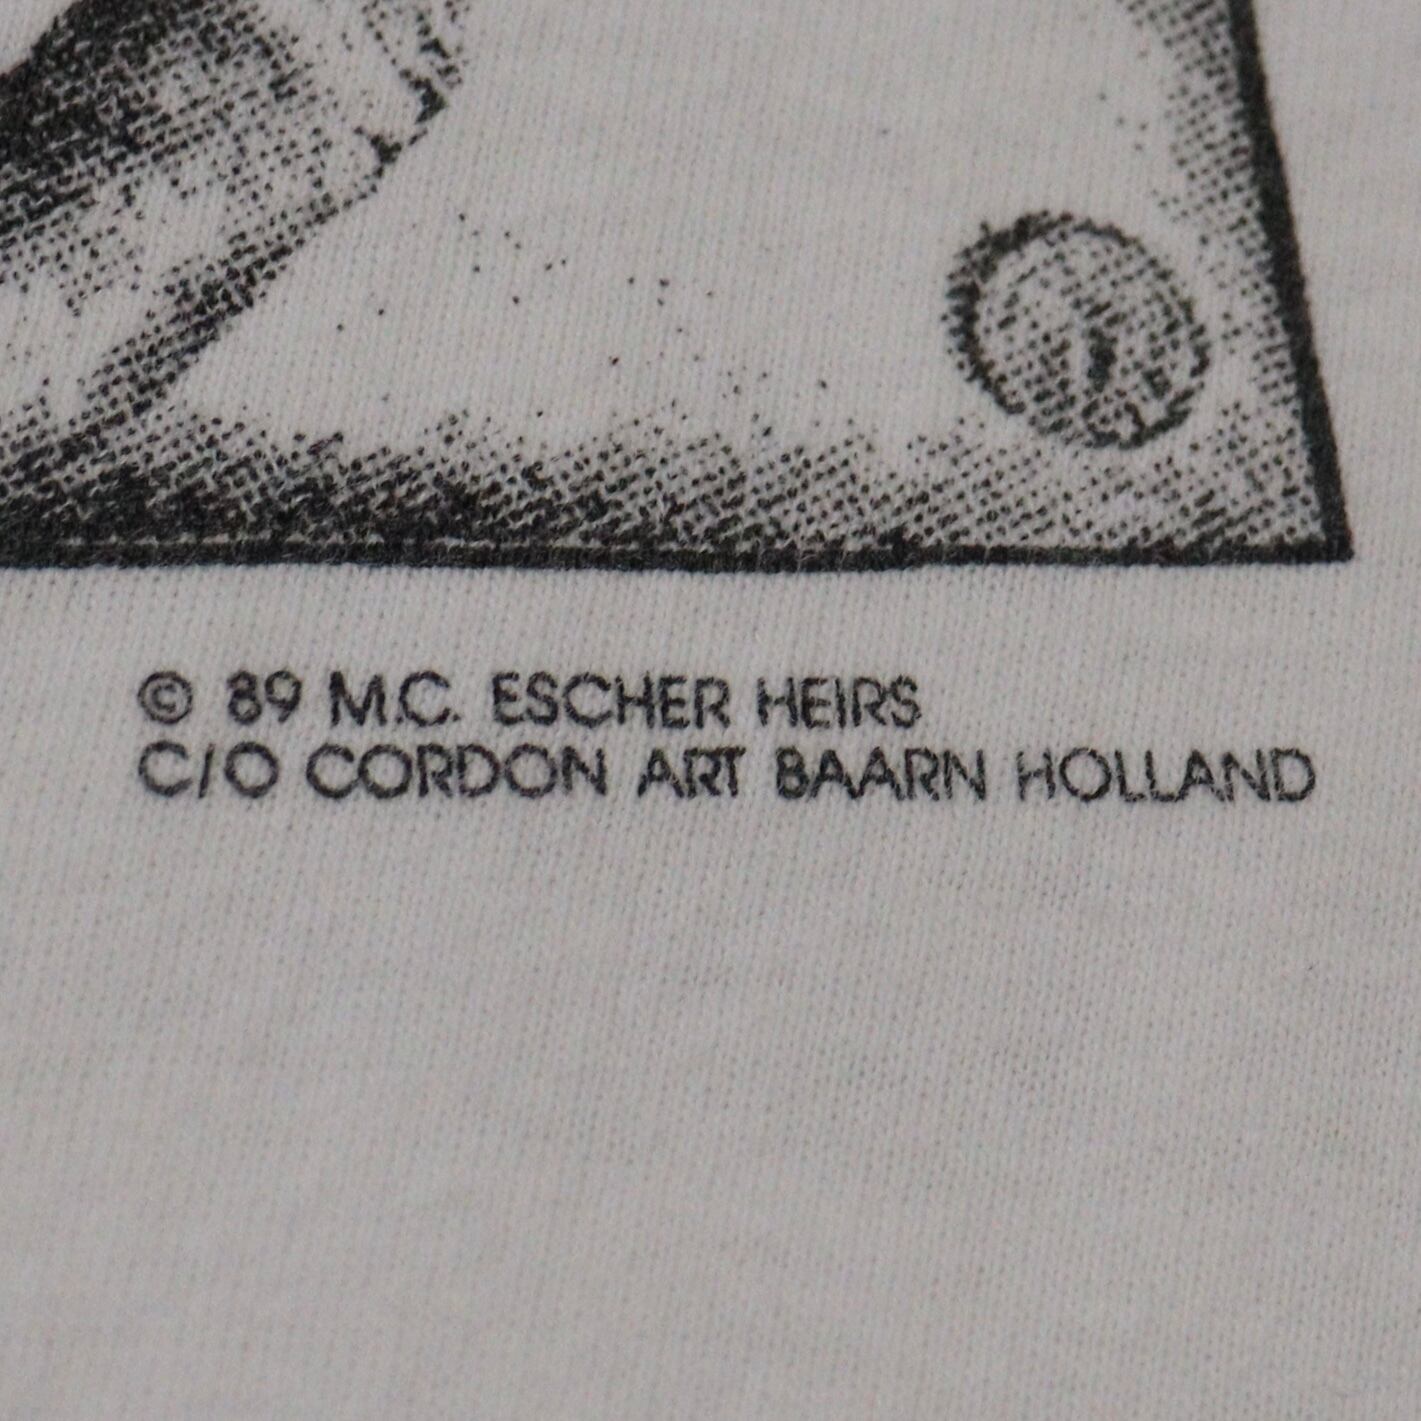 © 89 M.C. ESCHER HEIRS
C/O CORDON ART BAARN HOLLAND